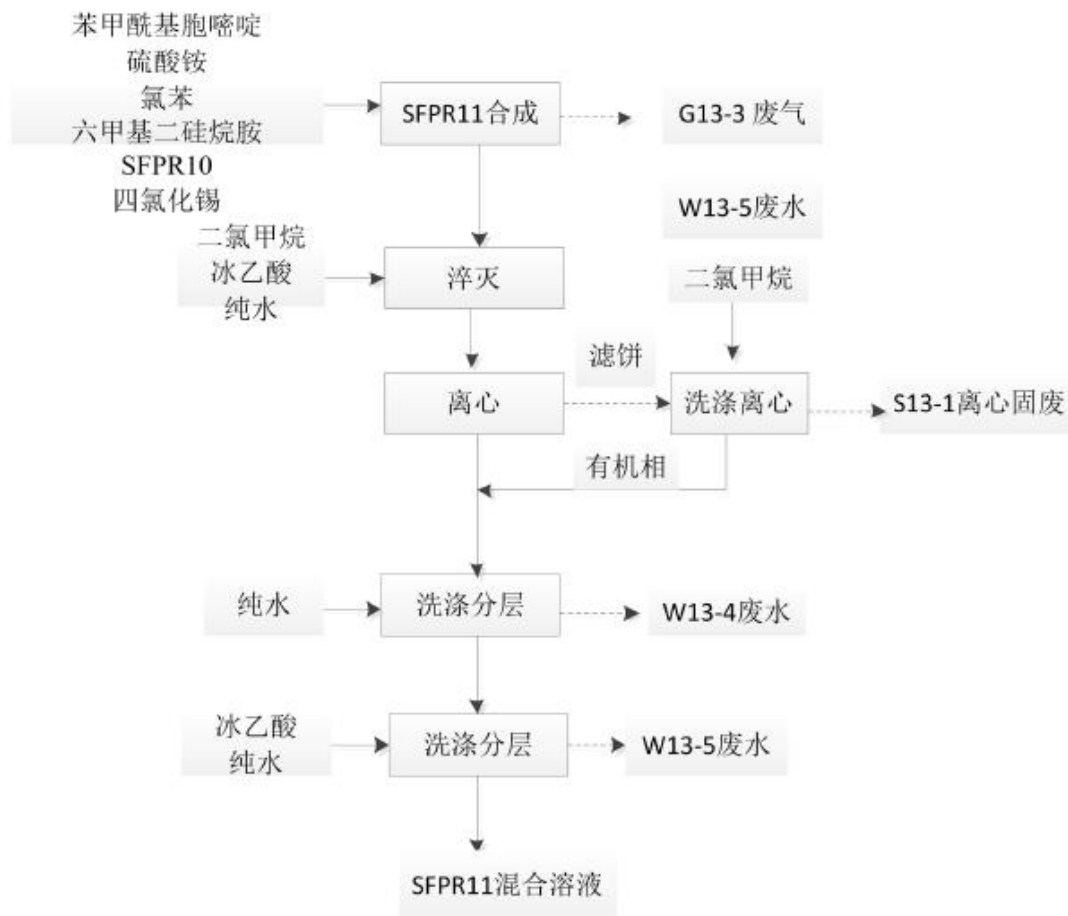 苯甲酰基胞嘧啶
硫酸铵
氯苯
六甲基二硅烷胺
SFPR10
四氯化锡
SFPR11合成
G13-3 废气
W13-5废水
二氯甲烷
冰乙酸
纯水
淬灭
二氯甲烷
离心
滤饼
洗涤离心
S13-1离心固废
有机相
纯水
洗涤分层
W13-4废水
冰乙酸
纯水
洗涤分层
W13-5废水
SFPR11混合溶液